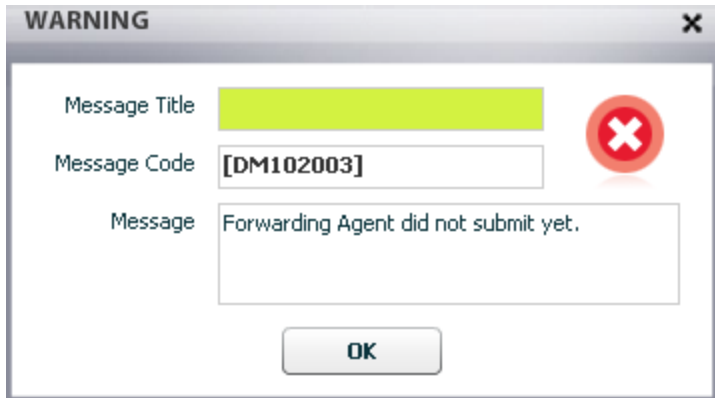 WARNING
Message Title
Message Code [DM102003]
Message Forwarding Agent did not submit yet.
OK